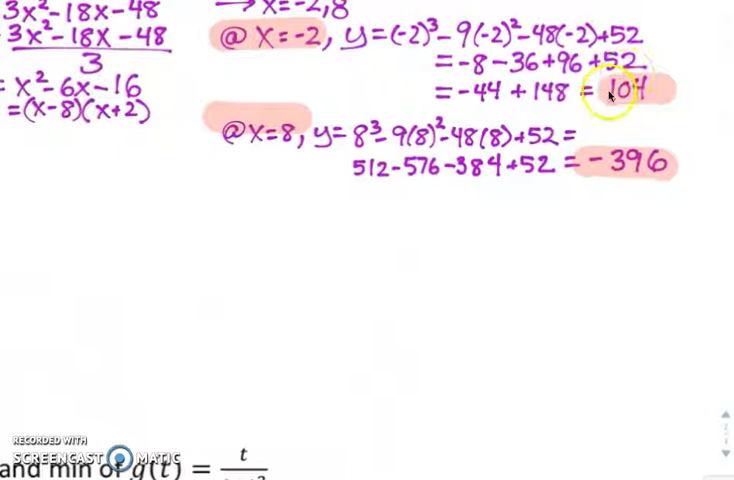 3x²-18x-48
3x²-18x-48
3
= x²-6x-16
=(x-8)(x+2)
→ x=-2,8
@ x=-2, y=(-2)³-9(-2)²-48(-2)+52
=-8-36+96+52
=-44+148 = 104
@x=8, y=8³-9(8)²-48(8)+52=
512-576-384+52 = -396
RECORDED WITH
SCREENCAST MATIC
and min of g(t) = t